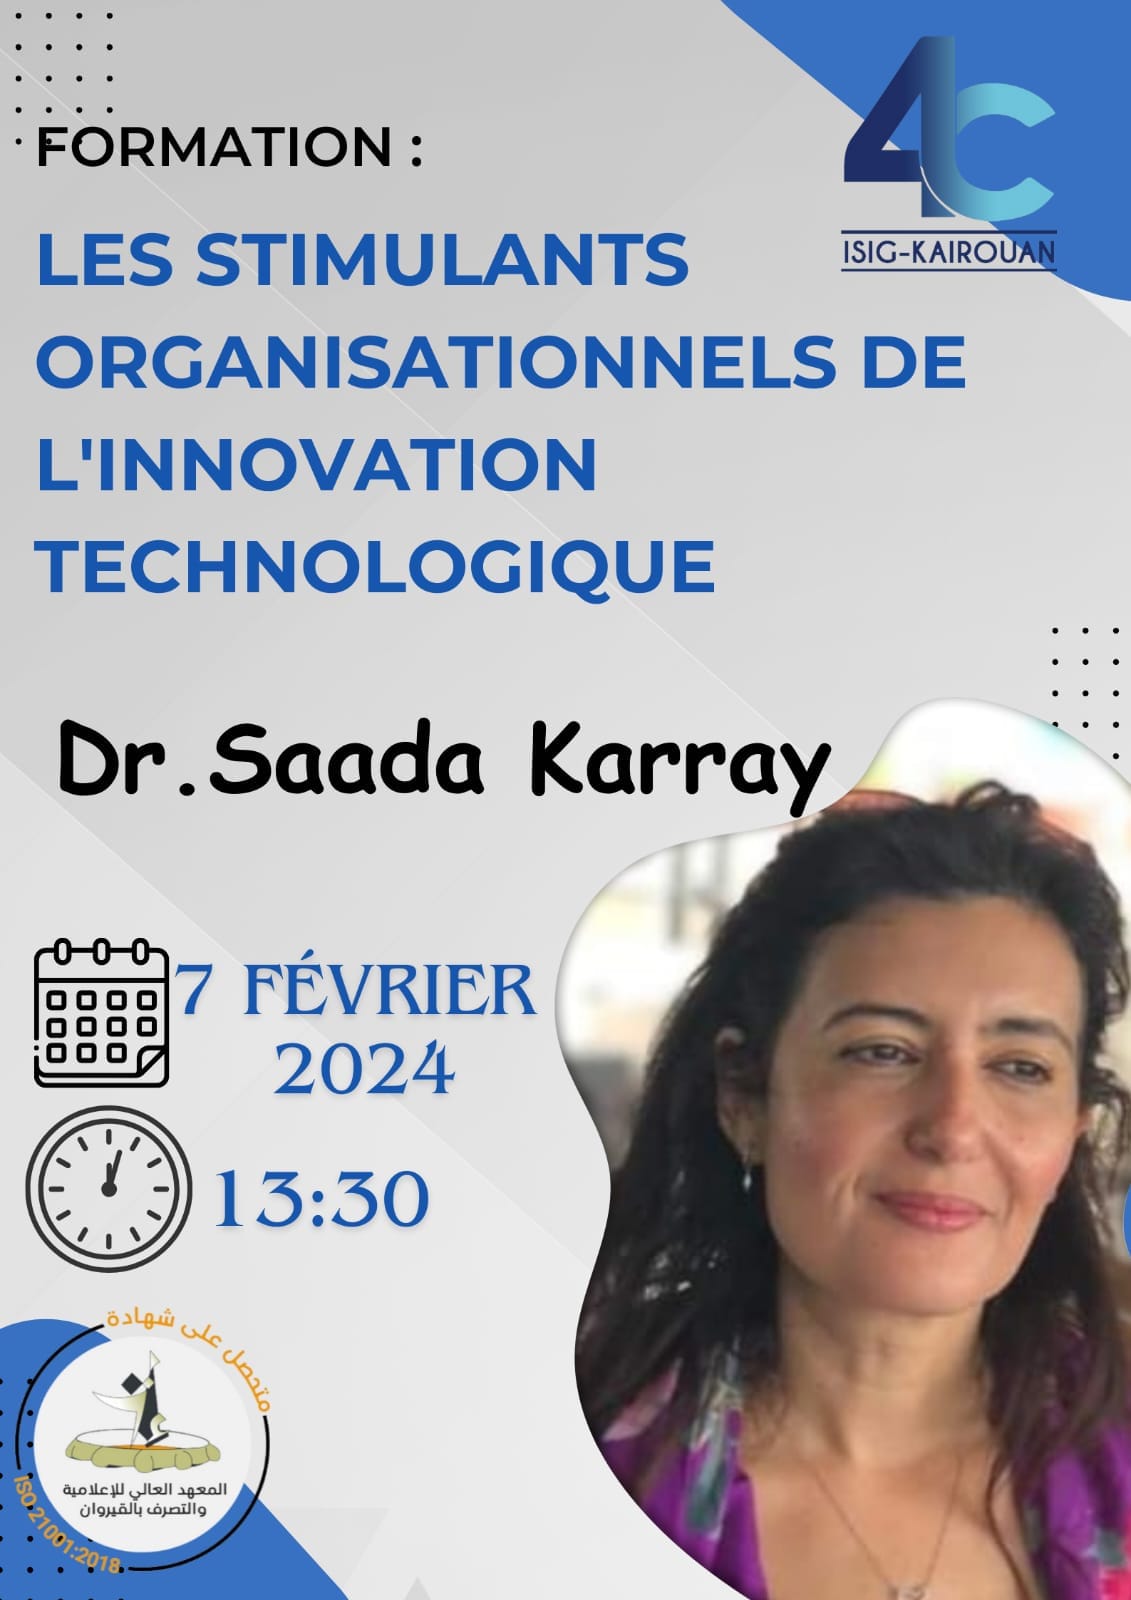 FORMATION :
4C
ISIG-KAIROUAN
LES STIMULANTS
ORGANISATIONNELS DE
L'INNOVATION
TECHNOLOGIQUE
Dr.Saada Karray
7 FÉVRIER
2024
13:30
متحصل على شهادة
المعهد العالي للإعلامية
والتصرف بالقيروان
ISO 21001:2018